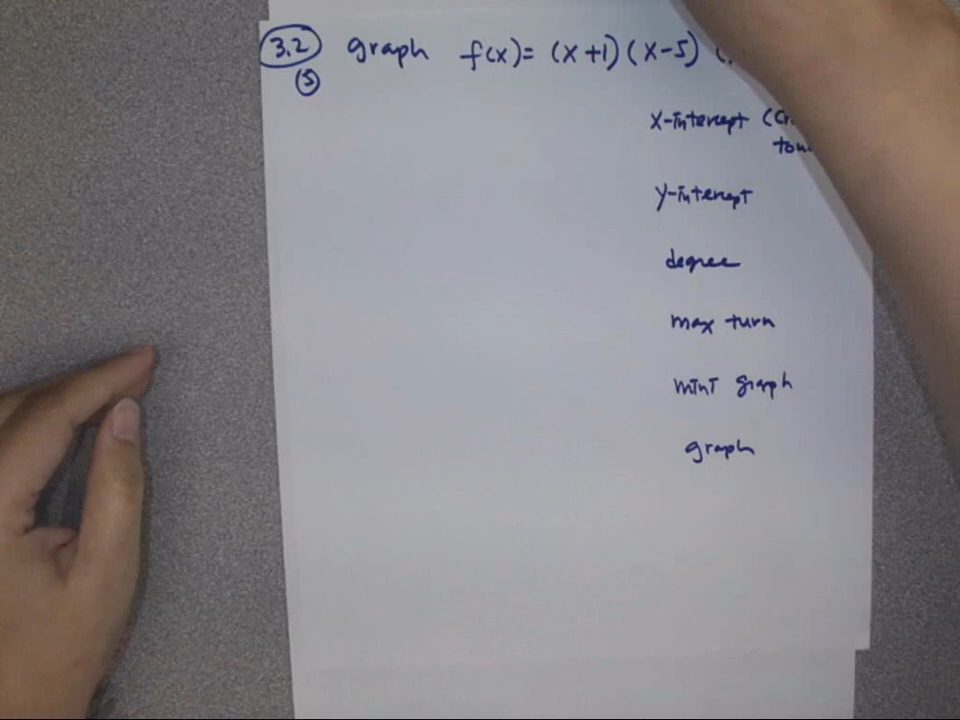 3.2 graph f(x)= (x+1)(x-5)(
(5)
x-intercept
y-intercept
degree
max turn
mini graph
graph